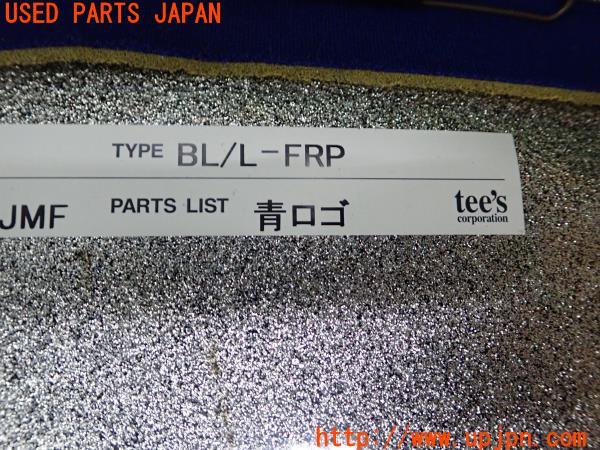 USED PARTS JAPAN
TYPE BL/L-FRP
JMF PARTS LIST 青ロゴ
tee's
corporation
http://www.upjpn.com/